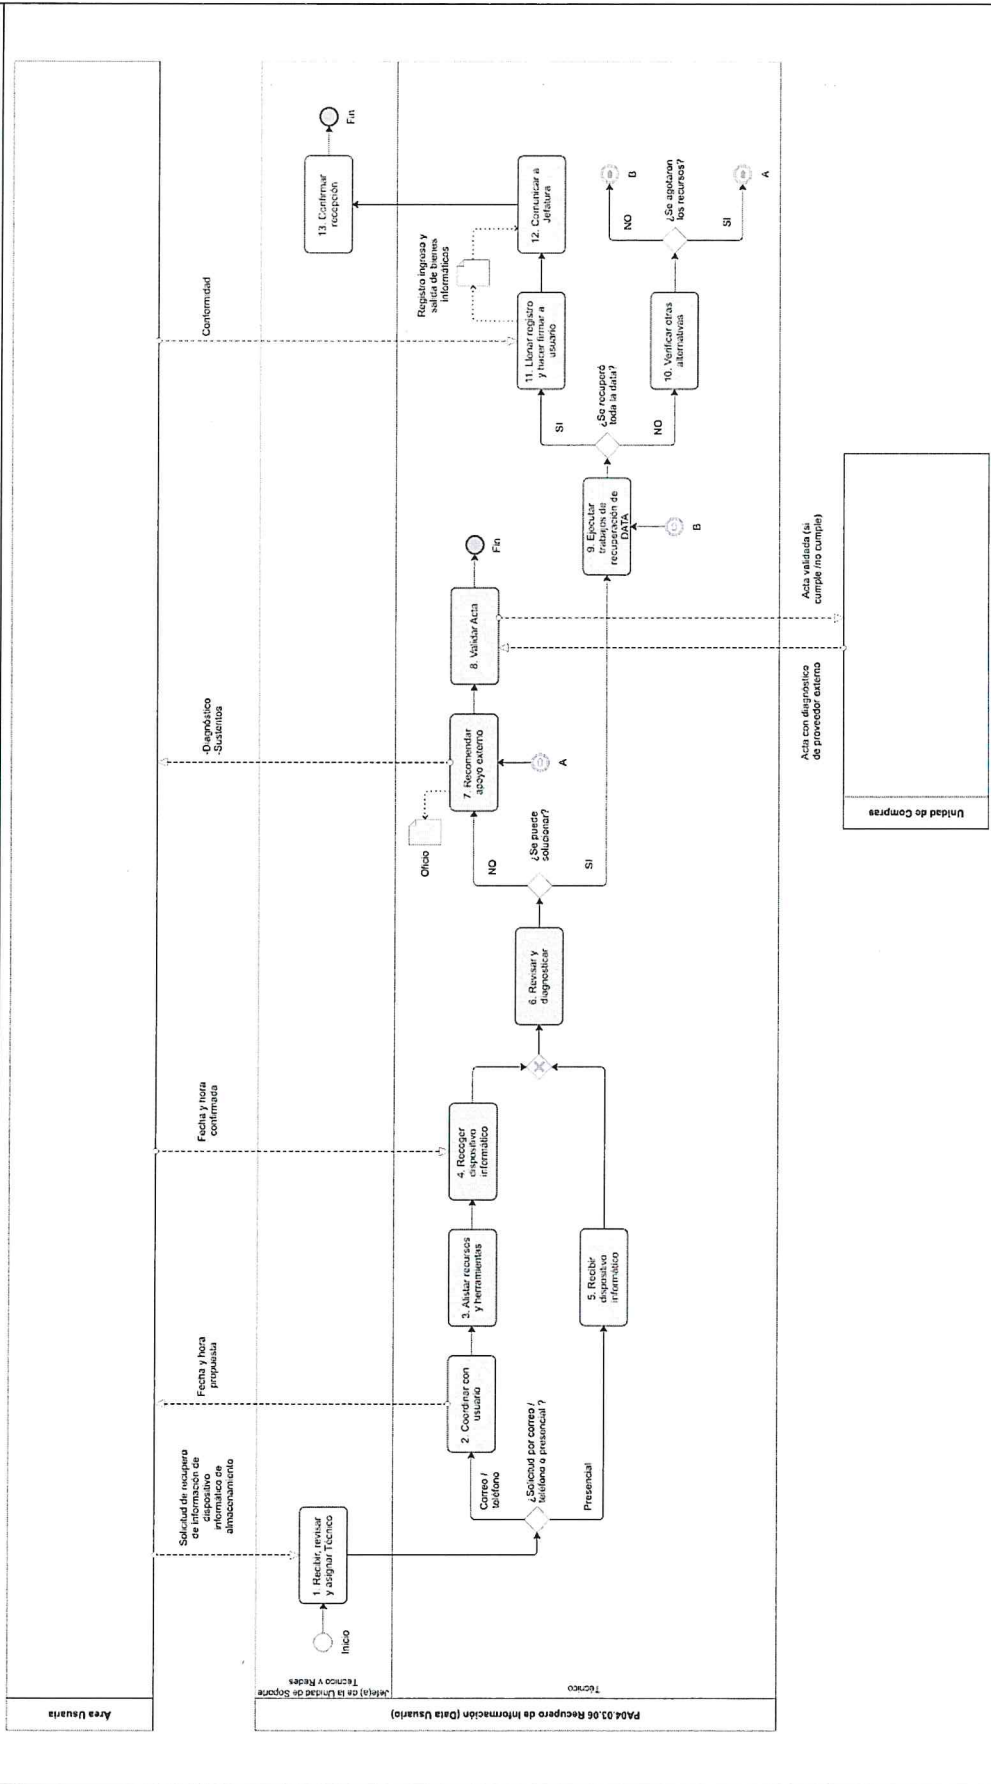 Área Usuaria
Solicitud de recupero
de información de
dispositivo
informático de
almacenamiento
Fecha y hora
propuesta
Fecha y hora
confirmada
-Diagnóstico
-Sustentos
Conformidad
PA04.03.06 Recupero de Información (Data Usuario)
Jefe(a) de la Unidad de Soporte
Técnico y Redes
Inicio
1. Recibir, revisar
y asignar Técnico
13. Confirmar
recepción
Fin
Técnico
¿Solicitud por correo /
teléfono o presencial ?
Correo /
teléfono
Presencial
2. Coordinar con
usuario
3. Alistar recursos
y herramientas
4. Recoger
dispositivo
informático
5. Recibir
dispositivo
informático
6. Revisar y
diagnosticar
¿Se puede
solucionar?
NO
SI
Oficio
7. Recomendar
apoyo externo
A
8. Validar Acta
Fin
9. Ejecutar
trabajos de
recuperación de
DATA
B
¿Se recuperó
toda la data?
SI
NO
Registro ingreso y
salida de bienes
informáticos
11. Llenar registro
y hacer firmar a
usuario
12. Comunicar a
Jefatura
10. Verificar otras
alternativas
¿Se agotaron
los recursos?
NO
SI
B
A
Unidad de Compras
Acta con diagnóstico
de proveedor externo
Acta validada (si
cumple /no cumple)